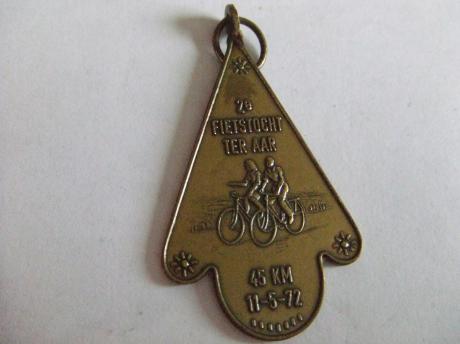 2e
FIETSTOCHT
TER AAR
45 KM
11-5-72